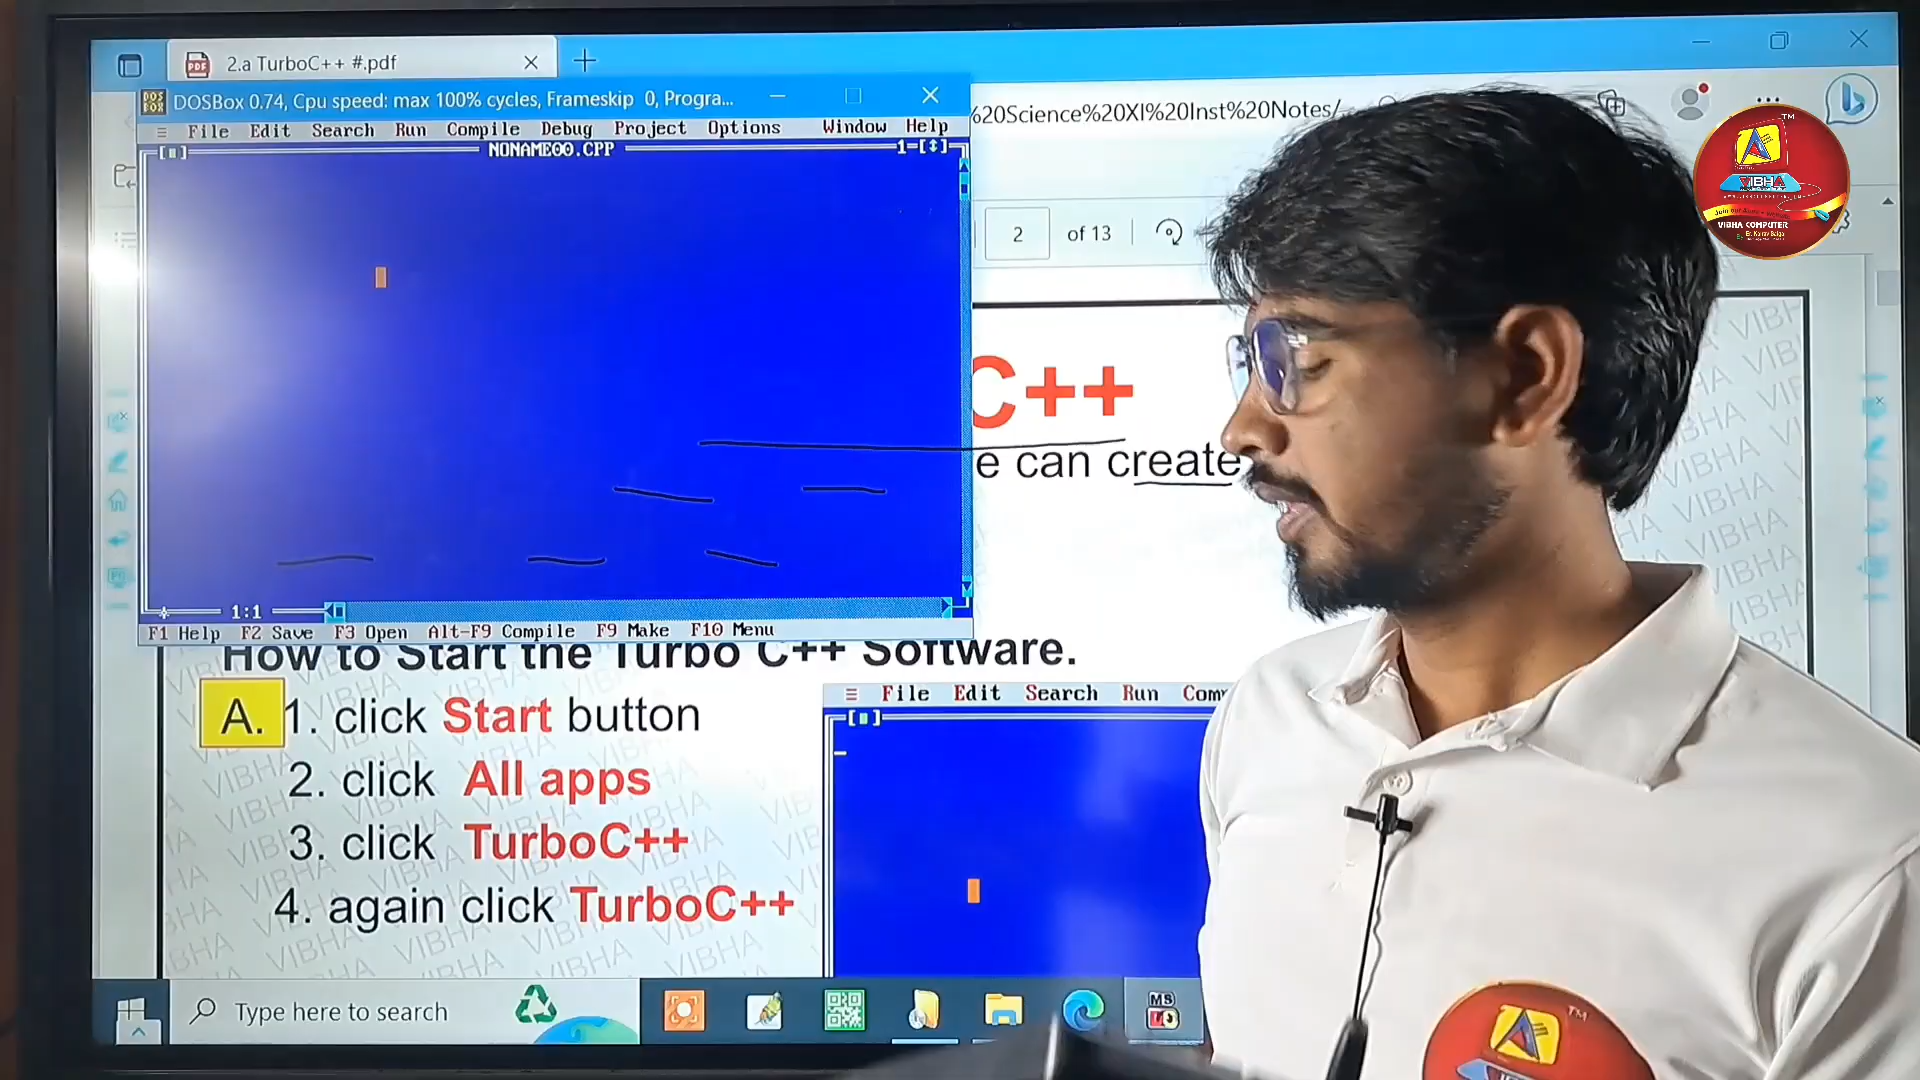 2.a TurboC++ #.pdf
DOSBox 0.74, Cpu speed: max 100% cycles, Frameskip 0, Progra...
%20Science%20XI%20Inst%20Notes/
File Edit Search Run Compile Debug Project Options Window Help
NONAME00.CPP
1
2 of 13
C++
e can create
1:1
F1 Help F2 Save F3 Open Alt-F9 Compile F9 Make F10 Menu
How to Start the Turbo C++ Software.
A. 1. click Start button
2. click All apps
3. click TurboC++
4. again click TurboC++
File Edit Search Run Com
Type here to search
MS
VIBHA
VIBHA COMPUTER
TM
TM